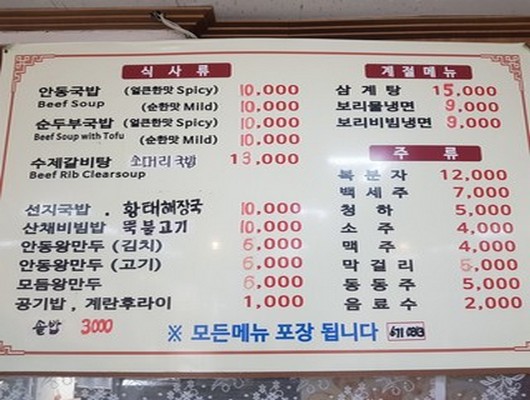 식 사 류
안동국밥 (얼큰한맛 Spicy) 10,000
Beef Soup (순한맛 Mild) 10,000
순두부국밥 (얼큰한맛 Spicy) 10,000
Beef Soup with Tofu (순한맛 Mild) 10,000
수제갈비탕 소머리국밥 13,000
Beef Rib Clearsoup
선지국밥 . 황태해장국 10,000
산채비빔밥 뚝불고기 10,000
안동왕만두 (김치) 6,000
안동왕만두 (고기) 6,000
모듬왕만두 6,000
공기밥 , 계란후라이 1,000
솥밥 3000
계절메뉴
삼 계 탕 15,000
보리물냉면 9,000
보리비빔냉면 9,000
주 류
복 분 자 12,000
백 세 주 7,000
청 하 5,000
소 주 4,000
맥 주 4,000
막 걸 리 5,000
동 동 주 5,000
음 료 수 2,000
※ 모든메뉴 포장 됩니다